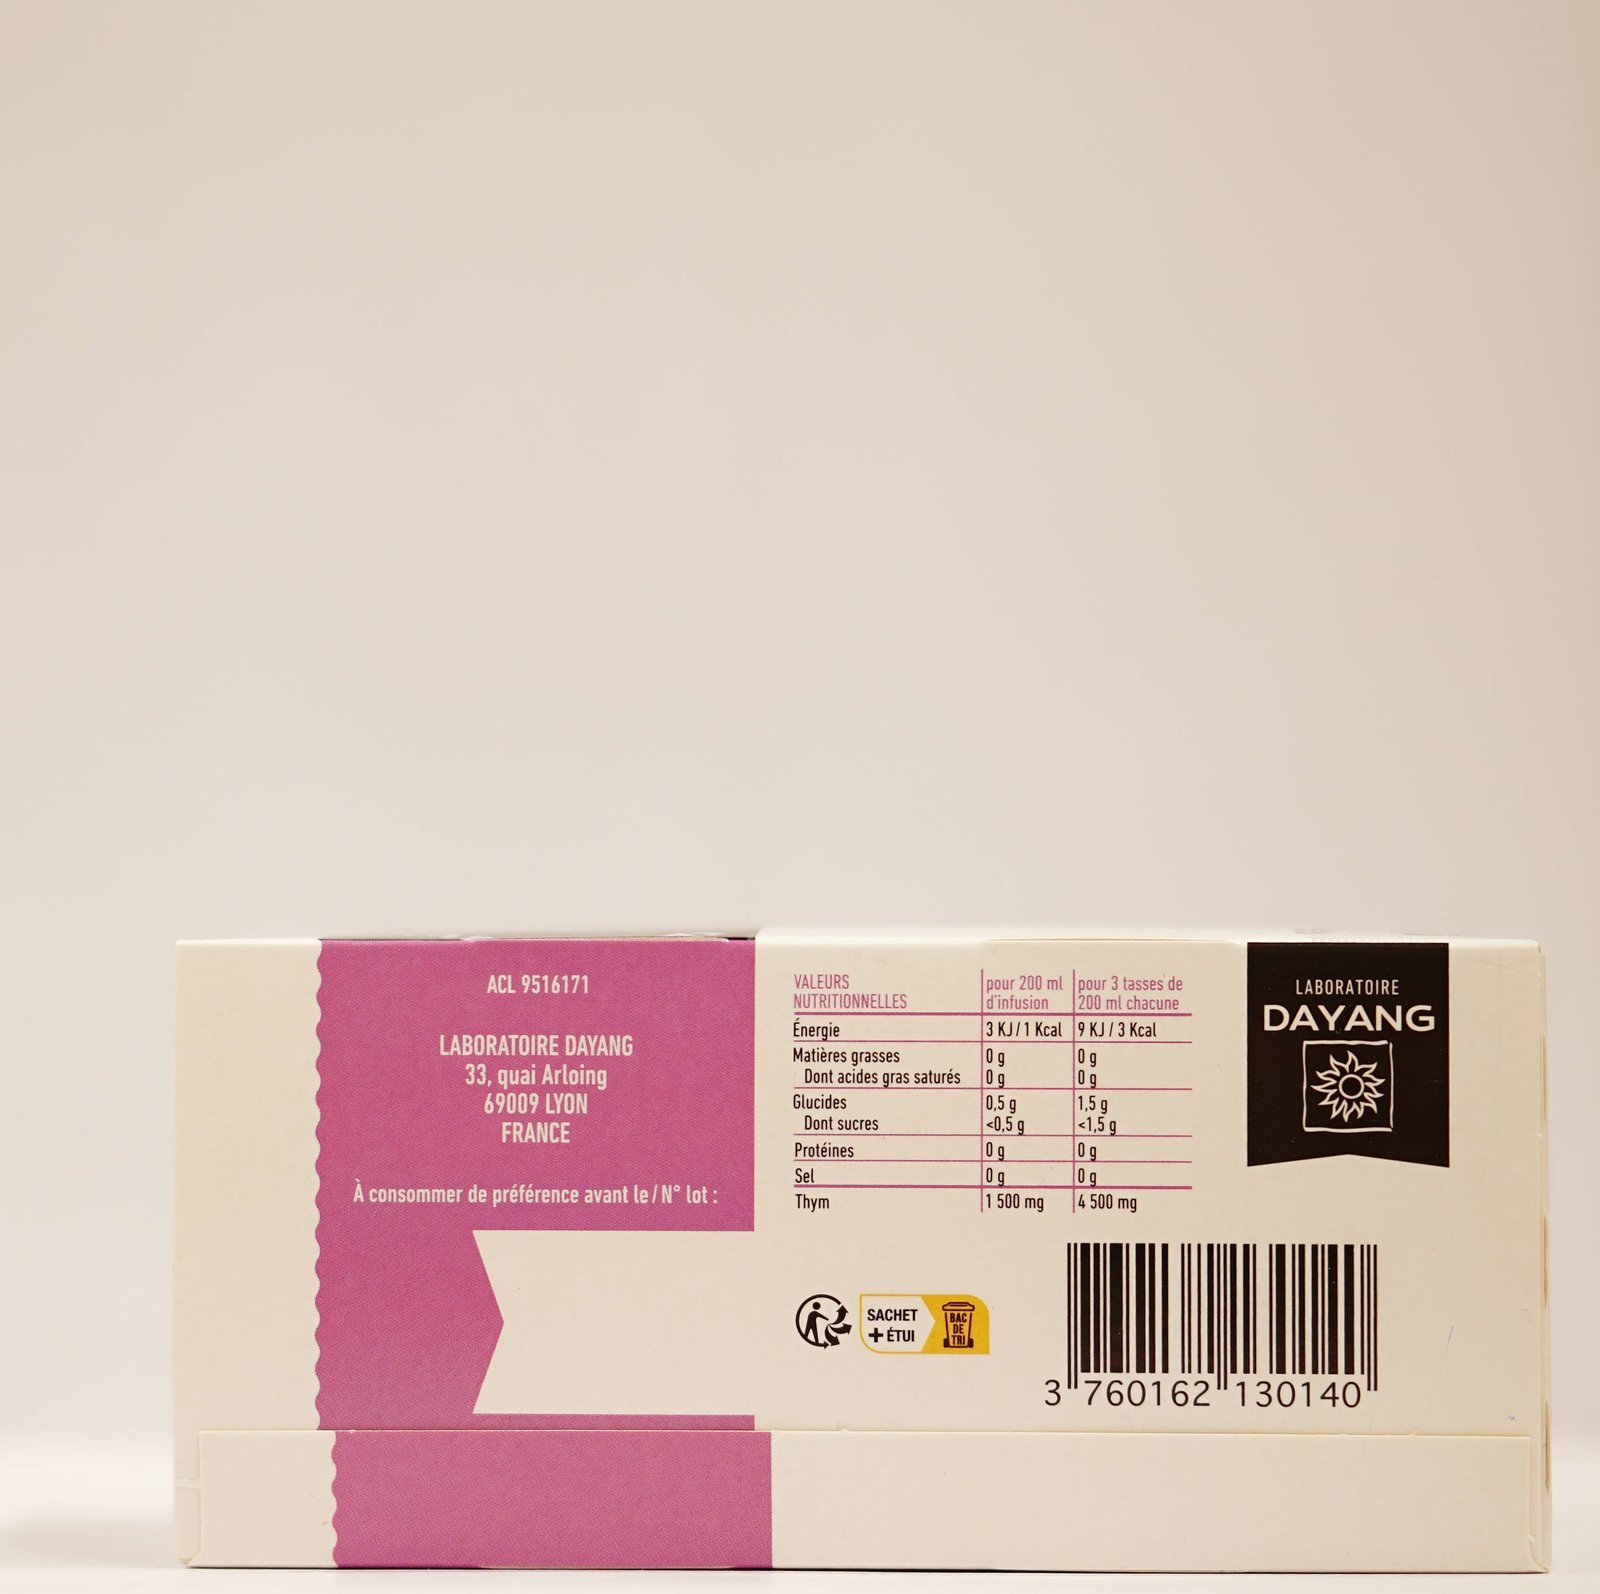 ACL 9516171
LABORATOIRE DAYANG
33, quai Arloing
69009 LYON
FRANCE
À consommer de préférence avant le / N° lot :
VALEURS NUTRITIONNELLES pour 200 ml d'infusion pour 3 tasses de 200 ml chacune
Énergie 3 KJ / 1 Kcal 9 KJ / 3 Kcal
Matières grasses 0 g 0 g
Dont acides gras saturés 0 g 0 g
Glucides 0,5 g 1,5 g
Dont sucres <0,5 g <1,5 g
Protéines 0 g 0 g
Sel 0 g 0 g
Thym 1 500 mg 4 500 mg
LABORATOIRE
DAYANG
SACHET
+ ÉTUI
BAC
DE
TRI
3 760162 130140